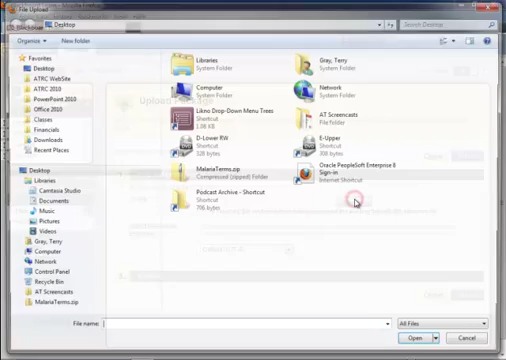 File Upload
Desktop
Search Desktop
Organize
New folder
Favorites
Desktop
ATRC WebSite
ATRC 2010
PowerPoint 2010
Office 2010
Classes
Financials
Downloads
Recent Places
Desktop
Libraries
Camtasia Studio
Documents
Music
Pictures
Videos
Gray, Terry
Computer
Network
Control Panel
Recycle Bin
AT Screencasts
MalariaTerms.zip
Libraries
System Folder
Gray, Terry
System Folder
Computer
System Folder
Network
System Folder
Likno Drop-Down Menu Trees
Shortcut
1.08 KB
AT Screencasts
File folder
D-Lower RW
Shortcut
528 bytes
E-Upper
Shortcut
MalariaTerms.zip
Compressed (zipped) Folder
Oracle PeopleSoft Enterprise 8
Sign-in
Internet Shortcut
Podcast Archive - Shortcut
Shortcut
706 bytes
Upload Package
File name:
All Files
Open
Cancel